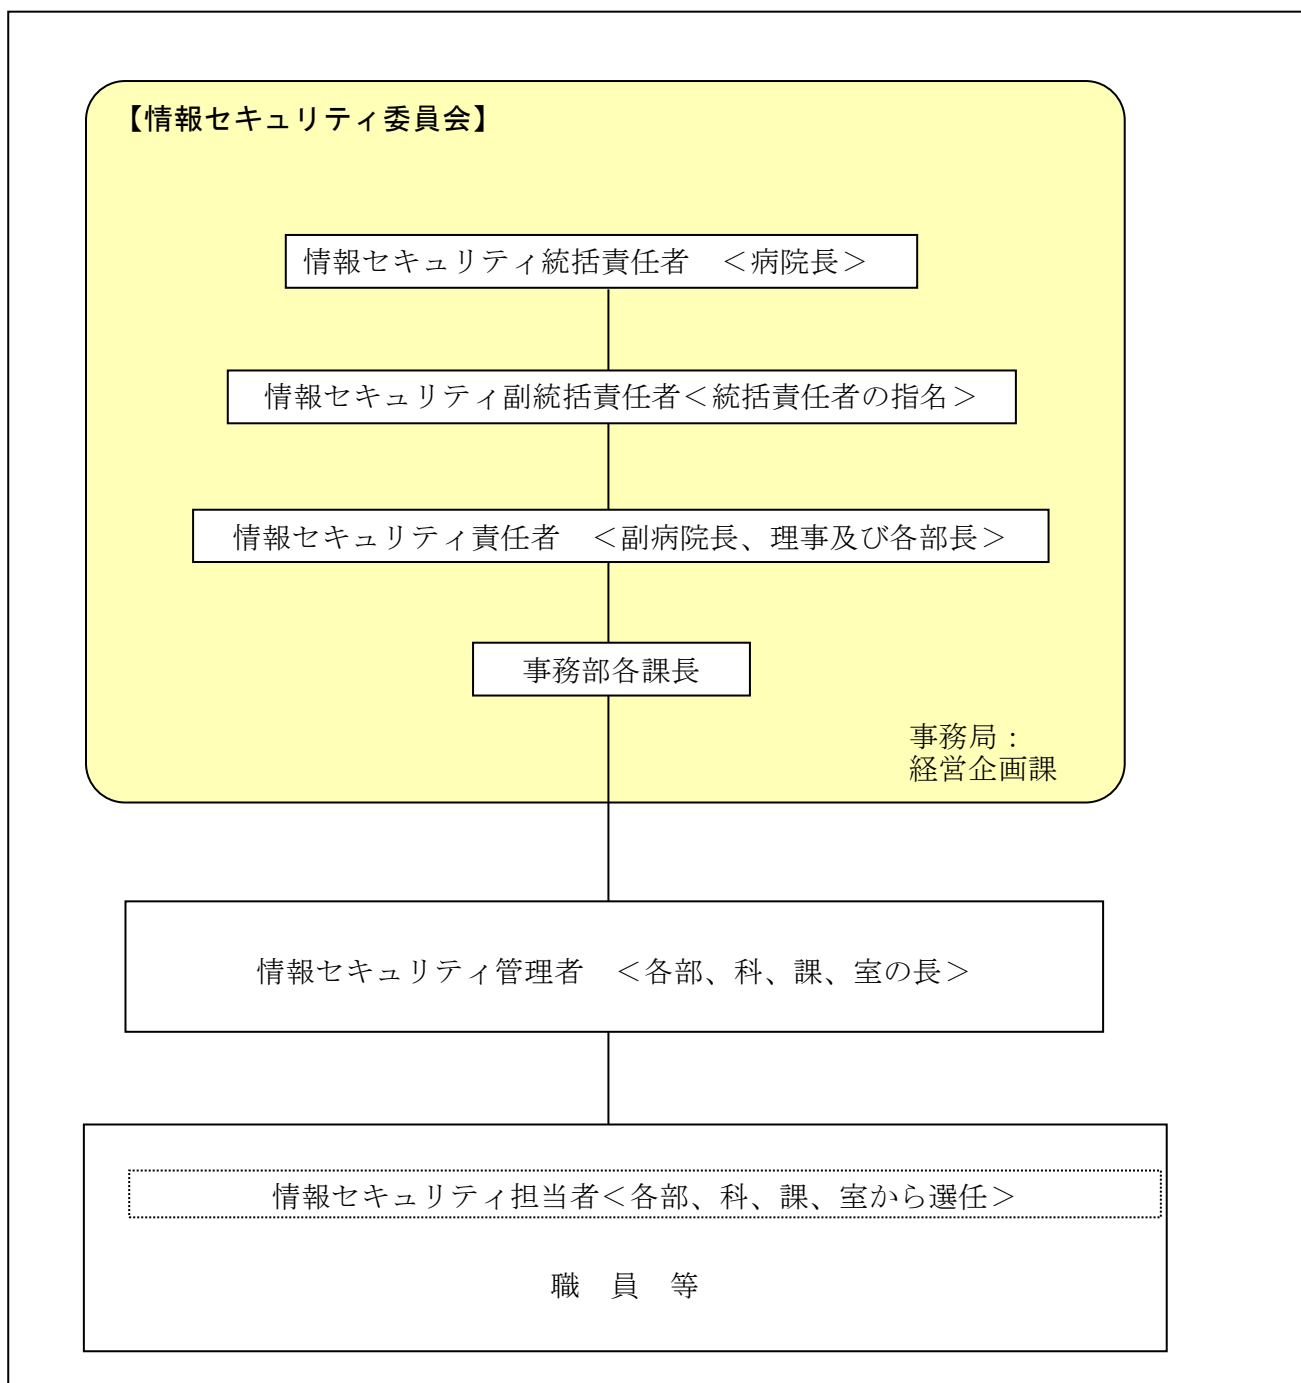 【情報セキュリティ委員会】
情報セキュリティ統括責任者　＜病院長＞
情報セキュリティ副統括責任者＜統括責任者の指名＞
情報セキュリティ責任者　＜副病院長、理事及び各部長＞
事務部各課長
事務局：
経営企画課
情報セキュリティ管理者　＜各部、科、課、室の長＞
情報セキュリティ担当者＜各部、科、課、室から選任＞
職　員　等